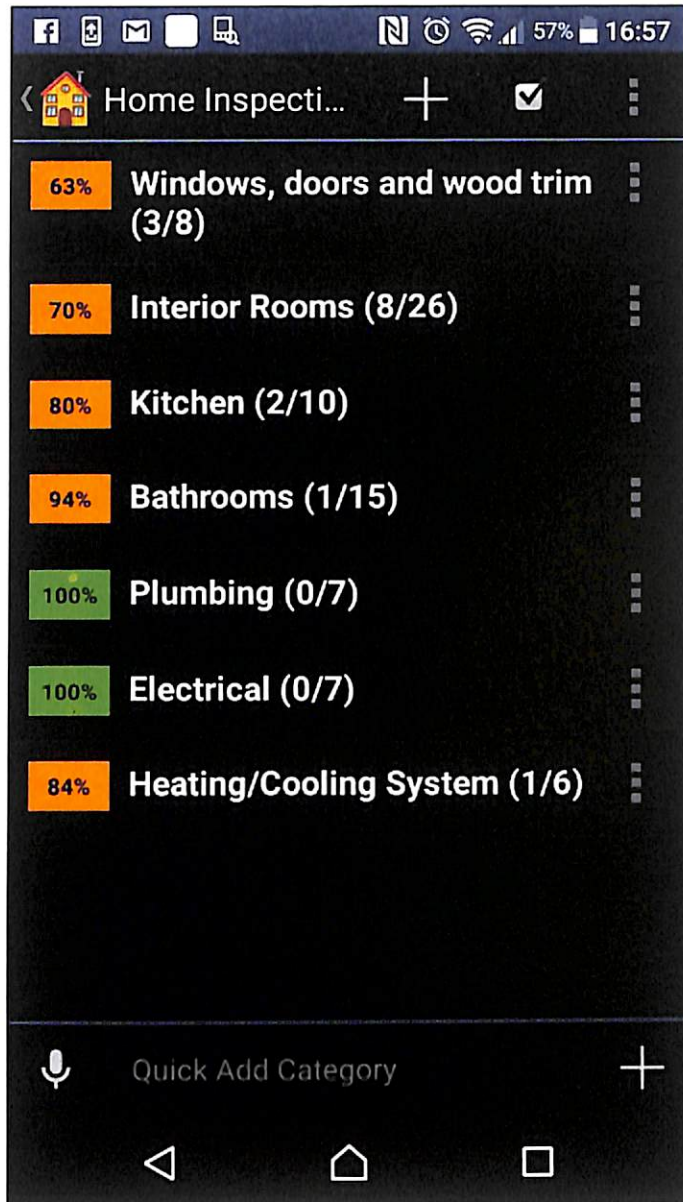 57% 16:57
Home Inspecti...
63% Windows, doors and wood trim
(3/8)
70% Interior Rooms (8/26)
80% Kitchen (2/10)
94% Bathrooms (1/15)
100% Plumbing (0/7)
100% Electrical (0/7)
84% Heating/Cooling System (1/6)
Quick Add Category